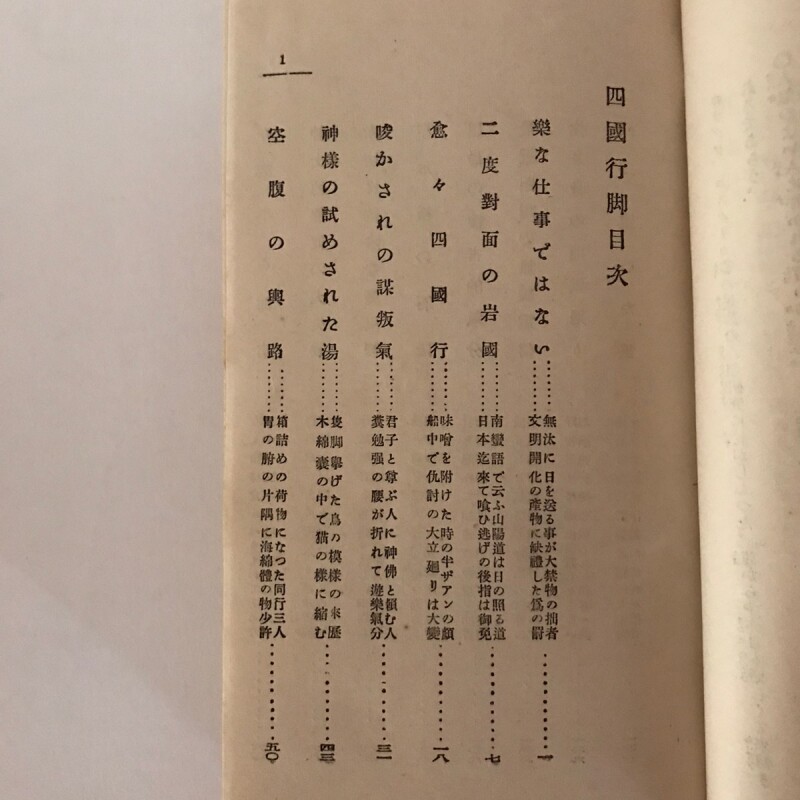 四國行脚目次
樂な仕事ではない………無汰に日を送る事が大禁物の拙者
文明開化の産物に缺禮した爲の罸…………一
二度對面の岩國………南蠻語で云ふ山陽道は日の照る道
日本迄來て喰ひ逃げの後指は御免…………七
愈々四國行………味噌を附けた時の半ザアンの顏
船中で仇討の大立廻りは大變…………一八
唆かされの謀叛氣………君子と尊ぶ人に神佛と頼む人
糞勉强の腰が折れて遊樂氣分…………三一
神樣の試めされた湯………隻脚擧げた鳥の模樣の來歷
木綿嚢の中で猫の樣に縮む…………四三
空腹の輿路………箱詰めの荷物になつた同行三人
胃の腑の片隅に海綿體の物少許…………五〇
1